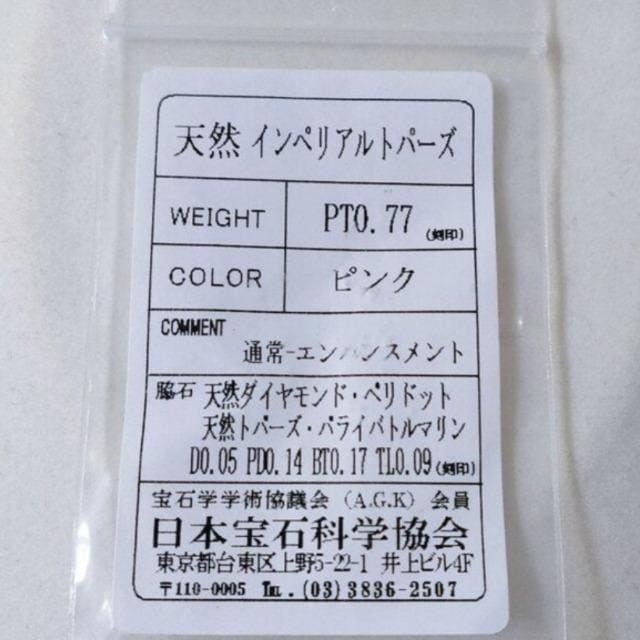 天然 インペリアルトパーズ
WEIGHT PT0.77 (刻印)
COLOR ピンク
COMMENT
通常-エンハンスメント
脇石 天然ダイヤモンド・ペリドット
天然トパーズ・パライバトルマリン
D0.05 PD0.14 BT0.17 TL0.09(刻印)
宝石学学術協議会 (A.G.K) 会員
日本宝石科学協会
東京都台東区上野5-22-1 井上ビル4F
〒110-0005 TEL.(03)3836-2507